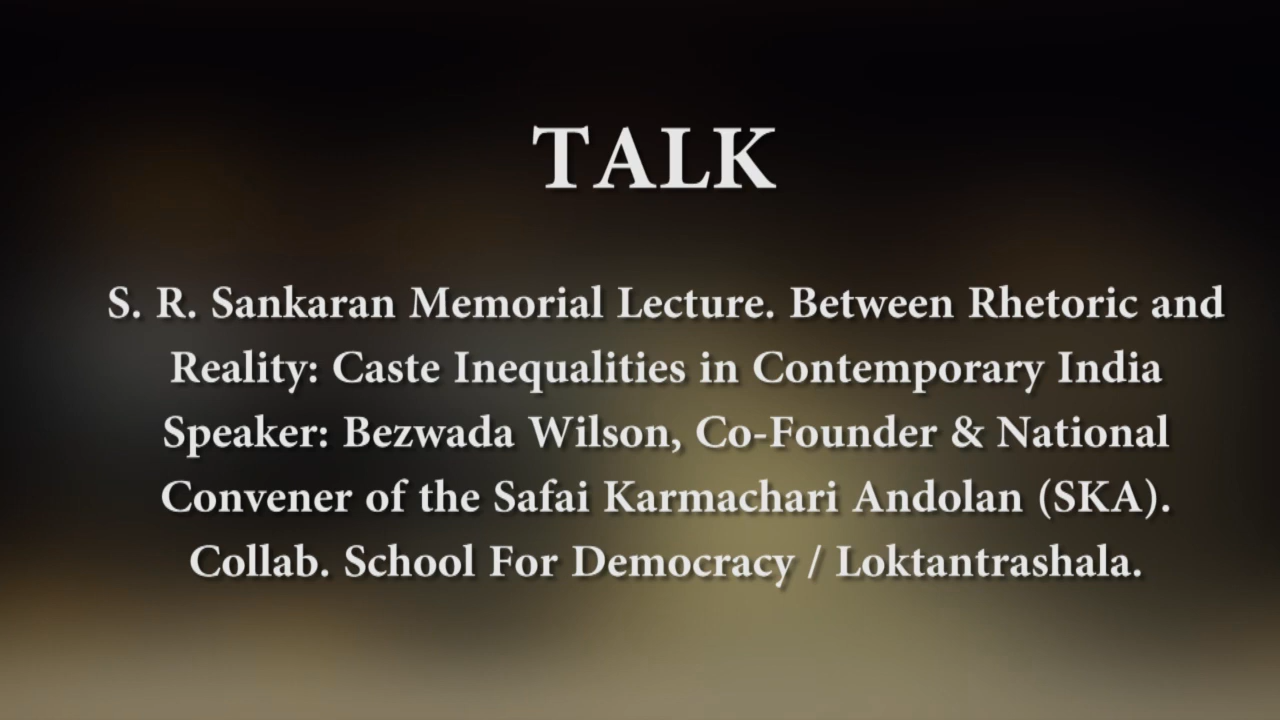 TALK
S. R. Sankaran Memorial Lecture. Between Rhetoric and
Reality: Caste Inequalities in Contemporary India
Speaker: Bezwada Wilson, Co-Founder & National
Convener of the Safai Karmachari Andolan (SKA).
Collab. School For Democracy / Loktantrashala.